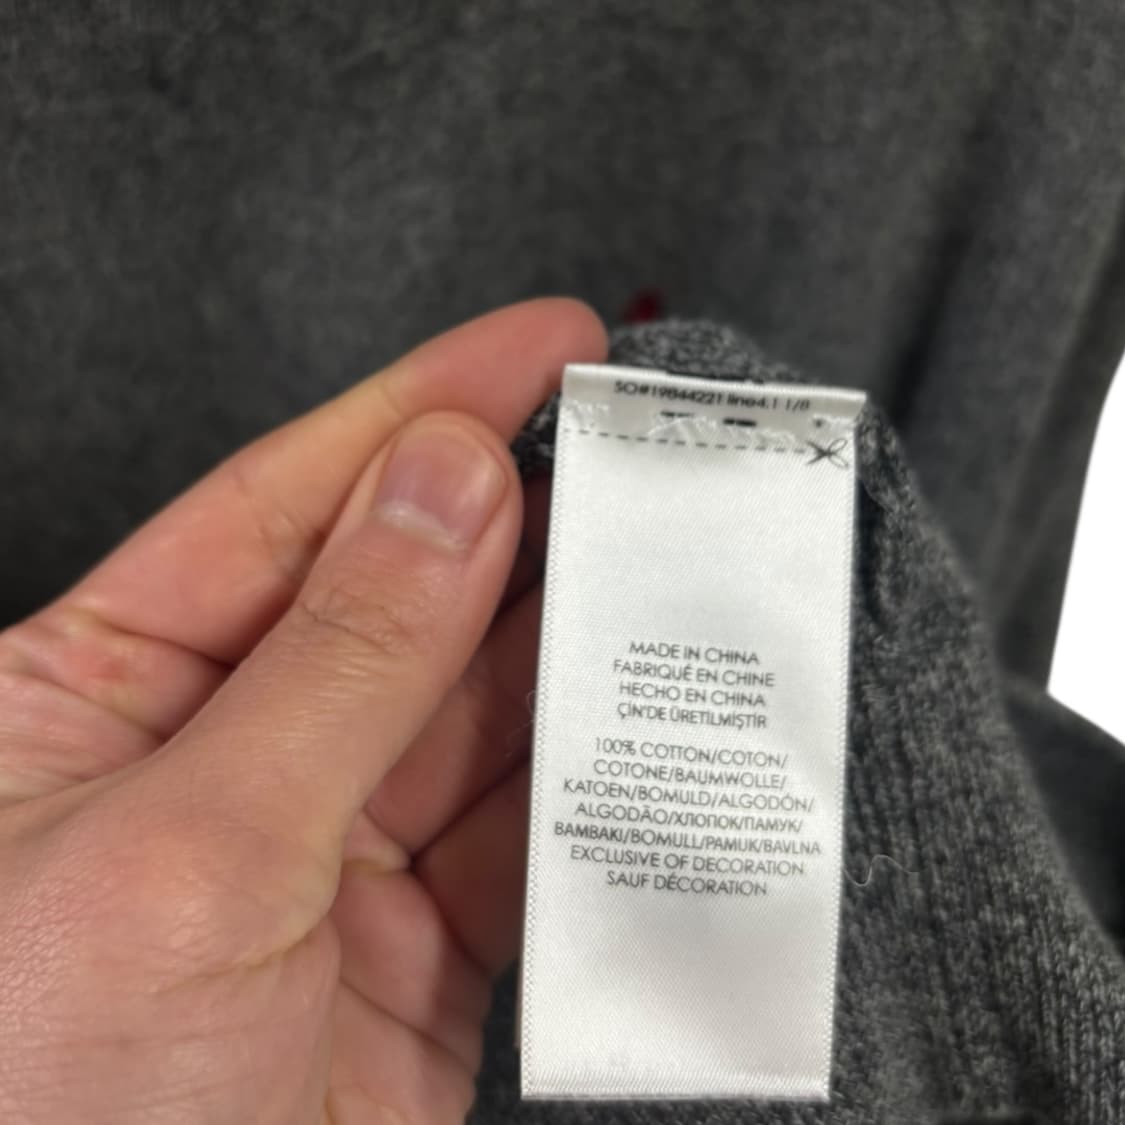 SO#19844221 line4.1 1/8
MADE IN CHINA
FABRIQUÉ EN CHINE
HECHO EN CHINA
ÇİN'DE ÜRETİLMİŞTİR
100% COTTON/COTON/
COTONE/BAUMWOLLE/
KATOEN/BOMULD/ALGODÓN/
ALGODÃO/ХЛОПОК/ПАМУК/
BAMBAKI/BOMULL/PAMUK/BAVLNA
EXCLUSIVE OF DECORATION
SAUF DÉCORATION